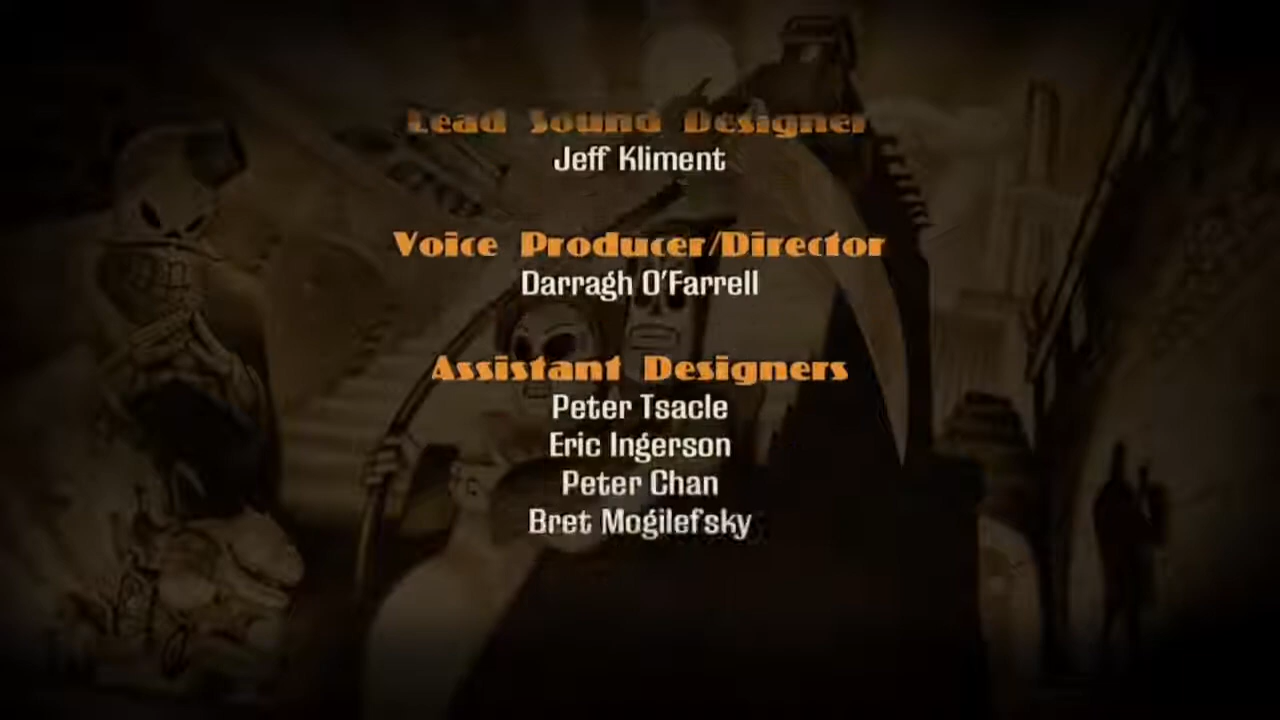 Lead Sound Designer
Jeff Kliment
Voice Producer/Director
Darragh O'Farrell
Assistant Designers
Peter Tsacle
Eric Ingerson
Peter Chan
Bret Mogilefsky